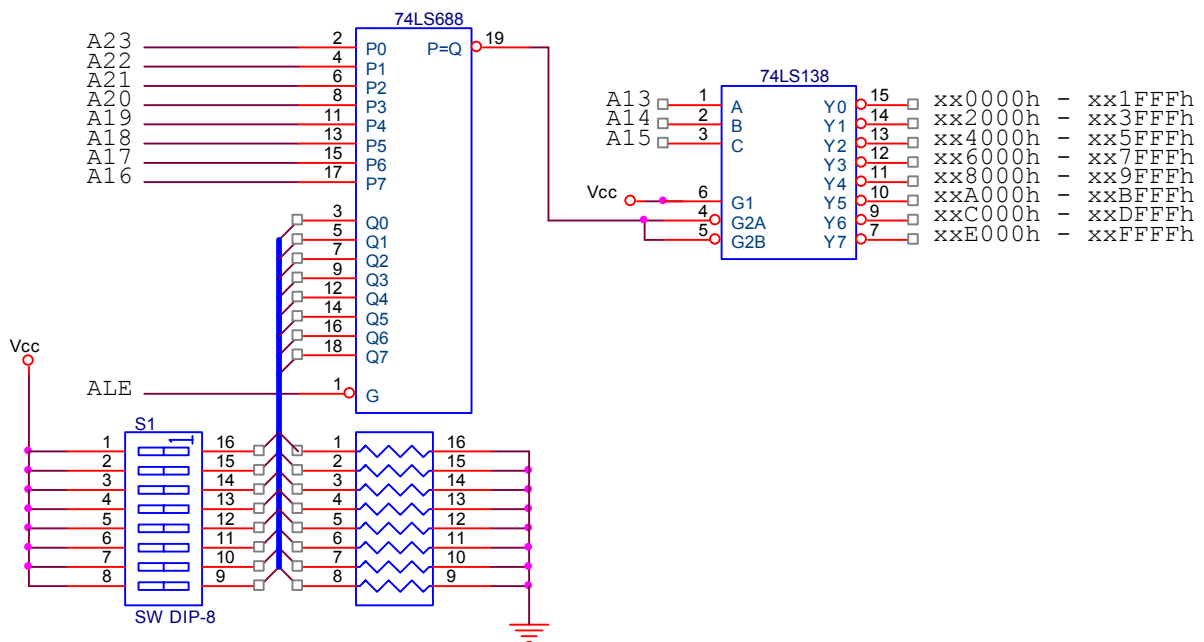 74LS688
A23 2 P0 P=Q 19
A22 4 P1
A21 6 P2
A20 8 P3
A19 11 P4
A18 13 P5
A17 15 P6
A16 17 P7
3 Q0
5 Q1
7 Q2
9 Q3
12 Q4
14 Q5
16 Q6
18 Q7
ALE 1 G
74LS138
A13 1 A Y0 15 xx0000h - xx1FFFh
A14 2 B Y1 14 xx2000h - xx3FFFh
A15 3 C Y2 13 xx4000h - xx5FFFh
Y3 12 xx6000h - xx7FFFh
Y4 11 xx8000h - xx9FFFh
Vcc 6 G1 Y5 10 xxA000h - xxBFFFh
4 G2A Y6 9 xxC000h - xxDFFFh
5 G2B Y7 7 xxE000h - xxFFFFh
Vcc
S1
1 16 1 16
2 15 2 15
3 14 3 14
4 13 4 13
5 12 5 12
6 11 6 11
7 10 7 10
8 9 8 9
SW DIP-8